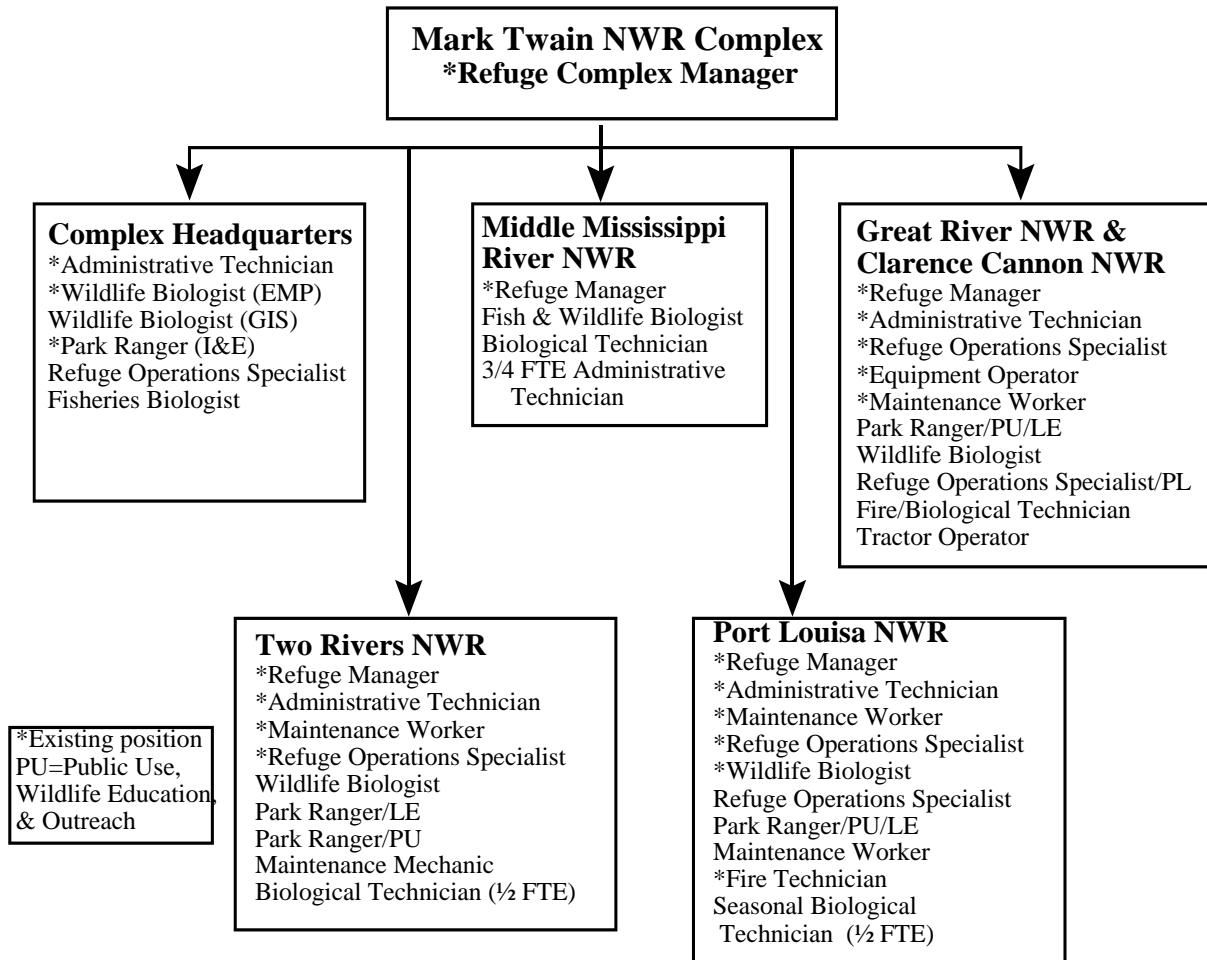 Mark Twain NWR Complex
*Refuge Complex Manager
Complex Headquarters
*Administrative Technician
*Wildlife Biologist (EMP)
Wildlife Biologist (GIS)
*Park Ranger (I&E)
Refuge Operations Specialist
Fisheries Biologist
Middle Mississippi
River NWR
*Refuge Manager
Fish & Wildlife Biologist
Biological Technician
3/4 FTE Administrative
Technician
Great River NWR &
Clarence Cannon NWR
*Refuge Manager
*Administrative Technician
*Refuge Operations Specialist
*Equipment Operator
*Maintenance Worker
Park Ranger/PU/LE
Wildlife Biologist
Refuge Operations Specialist/PL
Fire/Biological Technician
Tractor Operator
*Existing position
PU=Public Use,
Wildlife Education,
& Outreach
Two Rivers NWR
*Refuge Manager
*Administrative Technician
*Maintenance Worker
*Refuge Operations Specialist
Wildlife Biologist
Park Ranger/LE
Park Ranger/PU
Maintenance Mechanic
Biological Technician (½ FTE)
Port Louisa NWR
*Refuge Manager
*Administrative Technician
*Maintenance Worker
*Refuge Operations Specialist
*Wildlife Biologist
Refuge Operations Specialist
Park Ranger/PU/LE
Maintenance Worker
*Fire Technician
Seasonal Biological
Technician (½ FTE)